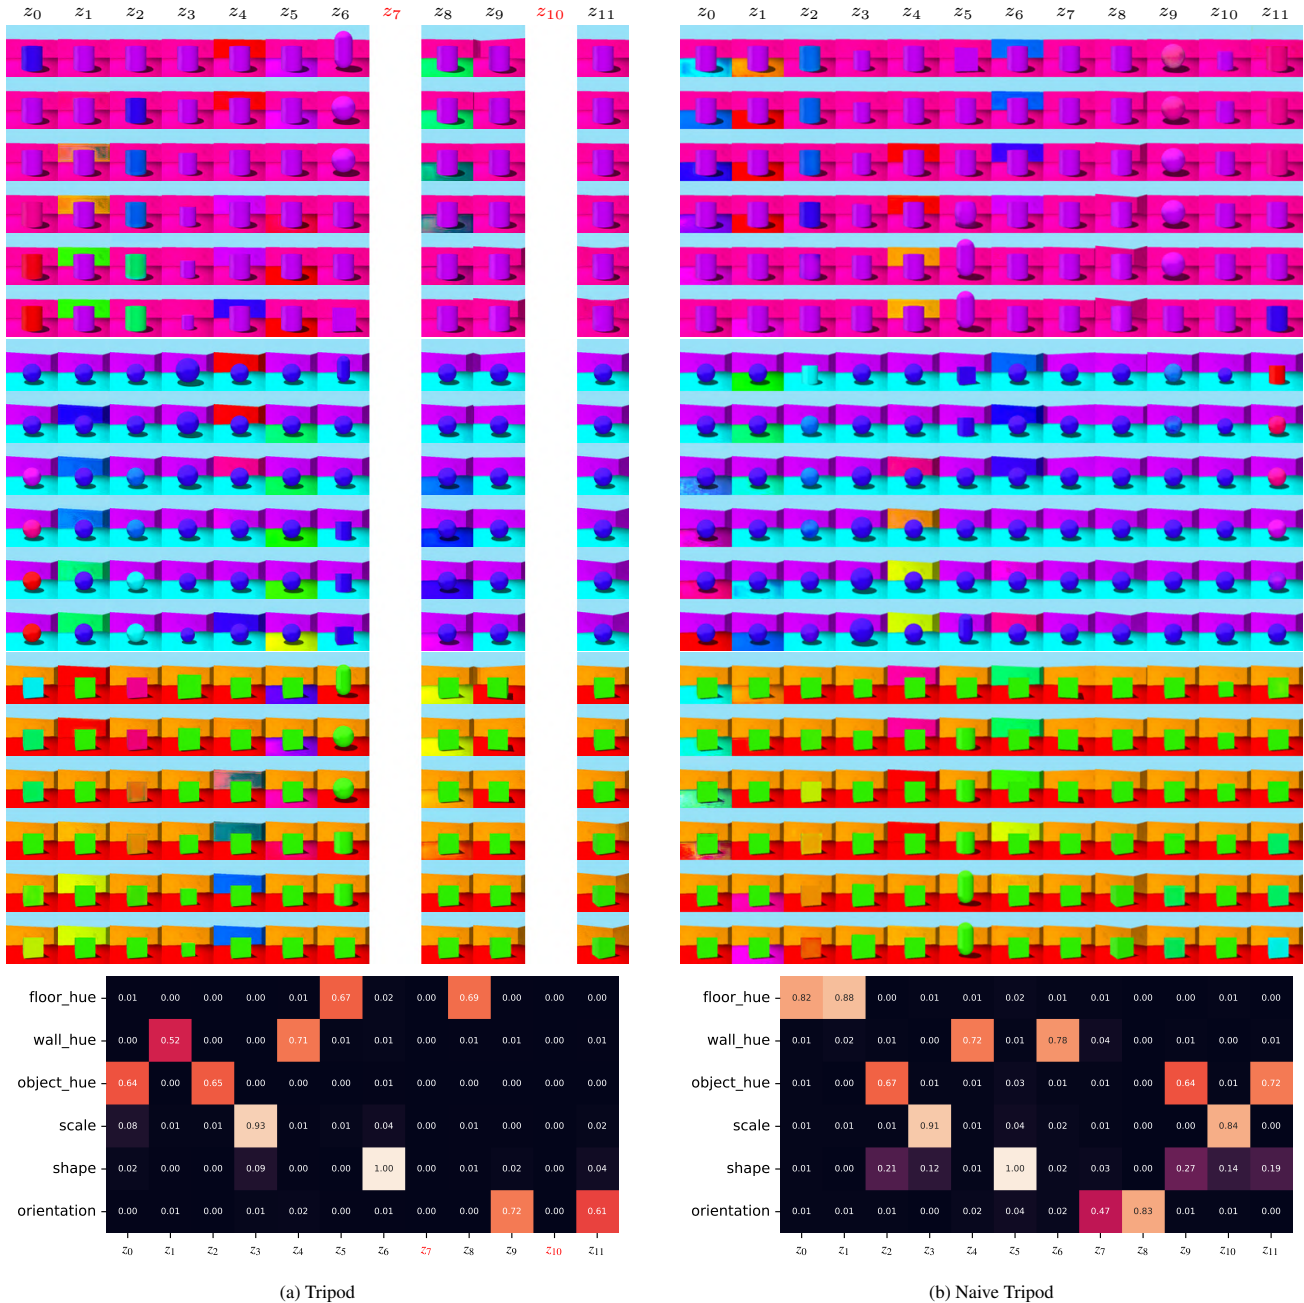 z0 z1 z2 z3 z4 z5 z6 z7 z8 z9 z10 z11
z0 z1 z2 z3 z4 z5 z6 z7 z8 z9 z10 z11
floor_hue 0.01 0.00 0.00 0.00 0.01 0.67 0.02 0.00 0.69 0.00 0.00 0.00
wall_hue 0.00 0.52 0.00 0.00 0.71 0.01 0.01 0.00 0.01 0.01 0.00 0.01
object_hue 0.64 0.00 0.65 0.00 0.00 0.00 0.00 0.00 0.00 0.00 0.00 0.00
scale 0.08 0.01 0.01 0.93 0.01 0.01 0.04 0.00 0.00 0.00 0.00 0.02
shape 0.02 0.00 0.00 0.09 0.00 0.00 1.00 0.00 0.01 0.02 0.00 0.04
orientation 0.00 0.01 0.00 0.01 0.02 0.00 0.01 0.00 0.00 0.72 0.00 0.61
z0 z1 z2 z3 z4 z5 z6 z7 z8 z9 z10 z11
(a) Tripod
floor_hue 0.82 0.88 0.00 0.01 0.01 0.02 0.01 0.01 0.00 0.00 0.01 0.00
wall_hue 0.01 0.02 0.00 0.01 0.72 0.01 0.78 0.04 0.00 0.01 0.00 0.01
object_hue 0.01 0.00 0.67 0.01 0.01 0.03 0.01 0.01 0.00 0.64 0.01 0.72
scale 0.01 0.00 0.01 0.91 0.01 0.04 0.02 0.01 0.00 0.01 0.84 0.00
shape 0.01 0.00 0.21 0.12 0.01 1.00 0.02 0.03 0.00 0.27 0.14 0.19
orientation 0.01 0.01 0.01 0.01 0.02 0.04 0.02 0.47 0.83 0.01 0.01 0.00
z0 z1 z2 z3 z4 z5 z6 z7 z8 z9 z10 z11
(b) Naive Tripod